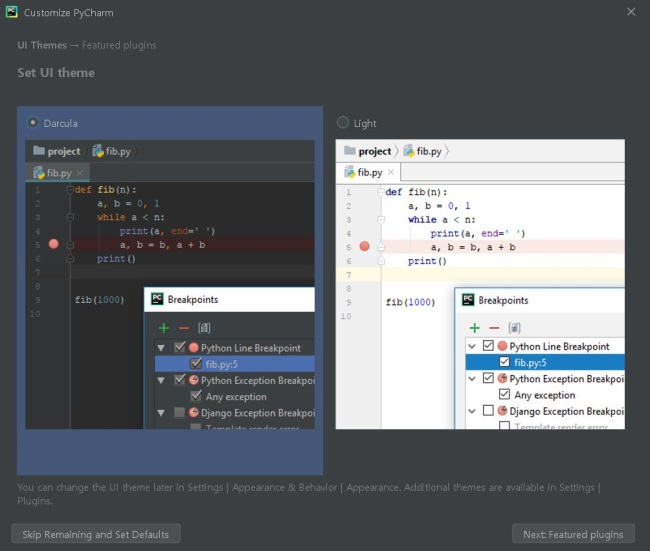 Customize PyCharm
UI Themes → Featured plugins
Set UI theme
Darcula
project
fib.py
fib.py
1 def fib(n):
2 a, b = 0, 1
3 while a < n:
4 print(a, end=' ')
5 a, b = b, a + b
6 print()
7
8
9 fib(1000)
10
PC Breakpoints
Python Line Breakpoint
fib.py:5
Python Exception Breakpoi
Any exception
Django Exception Breakpoi
Template render error
Light
project
fib.py
fib.py
1 def fib(n):
2 a, b = 0, 1
3 while a < n:
4 print(a, end=' ')
5 a, b = b, a + b
6 print()
7
8
9 fib(1000)
10
PC Breakpoints
Python Line Breakpoint
fib.py:5
Python Exception Breakpoi
Any exception
Django Exception Breakpo
Template render error
You can change the UI theme later in Settings | Appearance & Behavior | Appearance. Additional themes are available in Settings |
Plugins.
Skip Remaining and Set Defaults
Next: Featured plugins